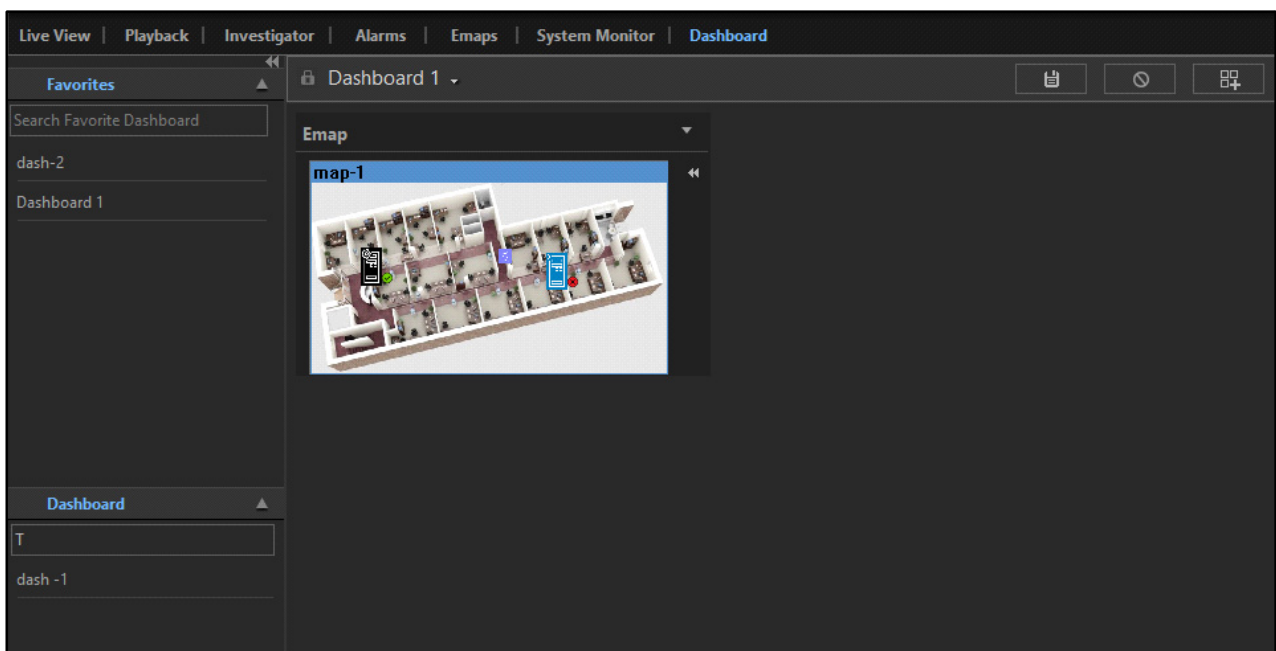 Live View | Playback | Investigator | Alarms | Emaps | System Monitor | Dashboard
Favorites
Search Favorite Dashboard
dash-2
Dashboard 1
Dashboard
T
dash -1
Dashboard 1
Emap
map-1